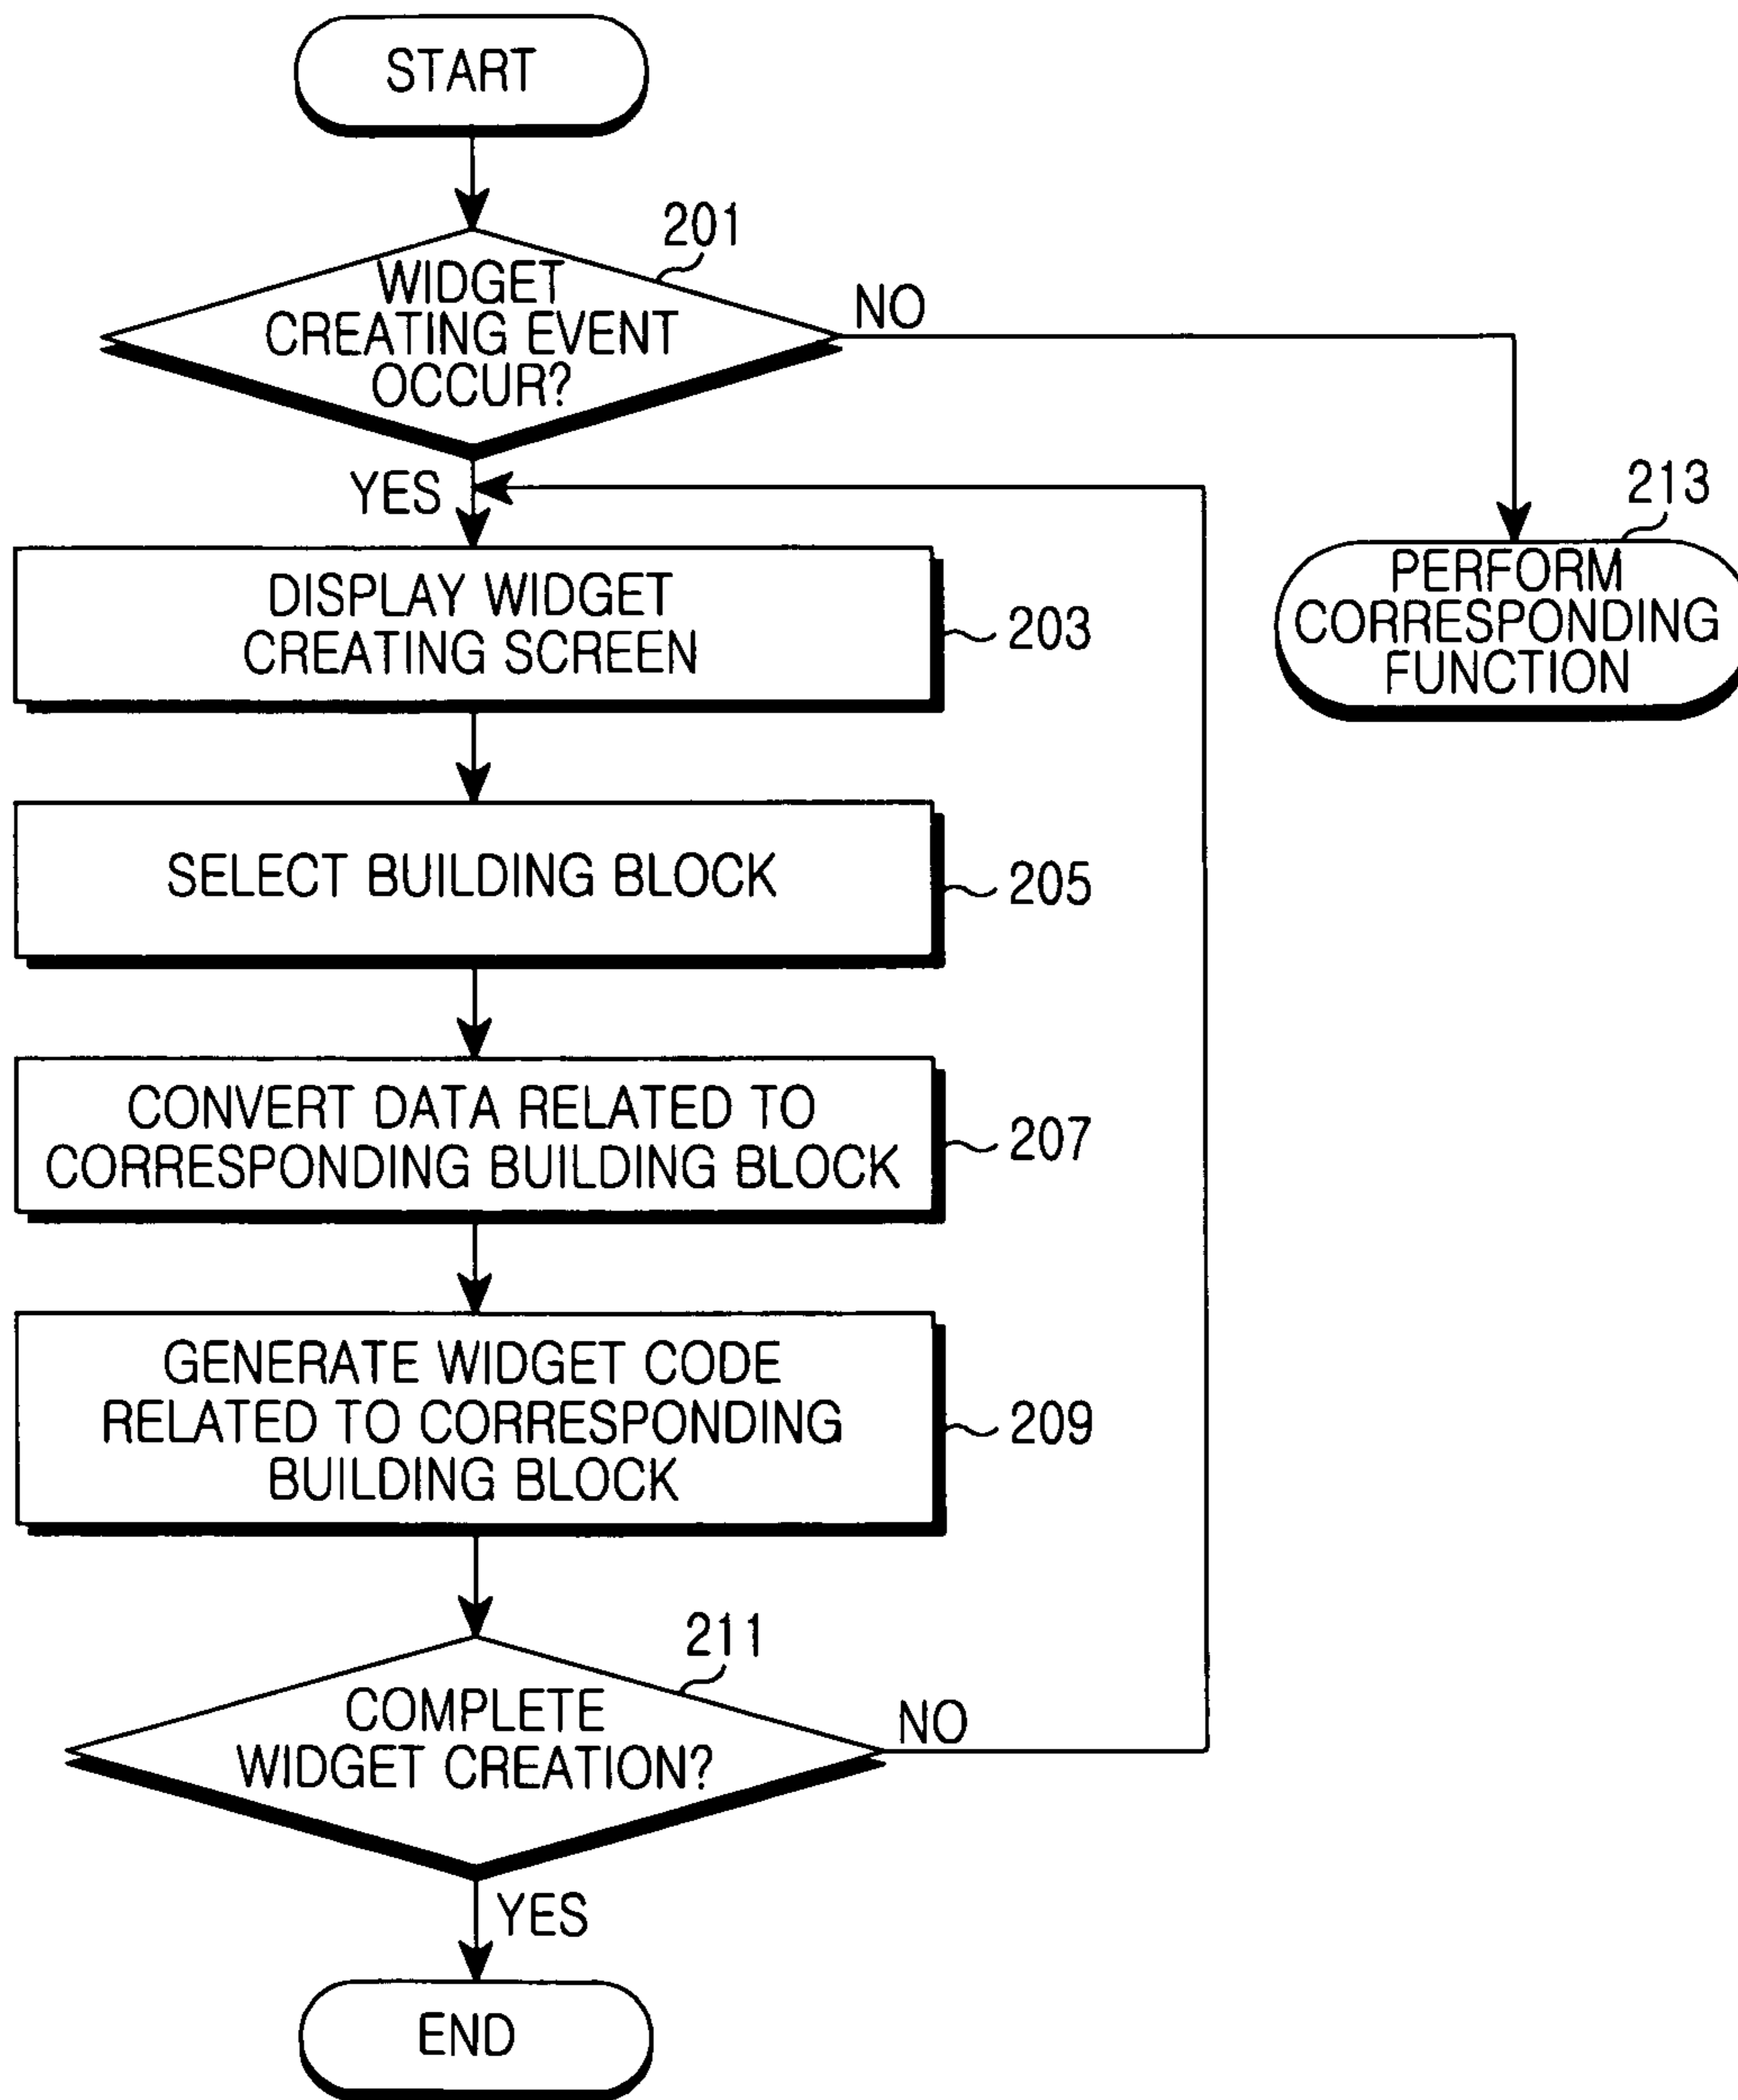 START
201
WIDGET
CREATING EVENT
OCCUR?
NO
YES
213
PERFORM
CORRESPONDING
FUNCTION
DISPLAY WIDGET
CREATING SCREEN
203
SELECT BUILDING BLOCK
205
CONVERT DATA RELATED TO
CORRESPONDING BUILDING BLOCK
207
GENERATE WIDGET CODE
RELATED TO CORRESPONDING
BUILDING BLOCK
209
211
COMPLETE
WIDGET CREATION?
NO
YES
END